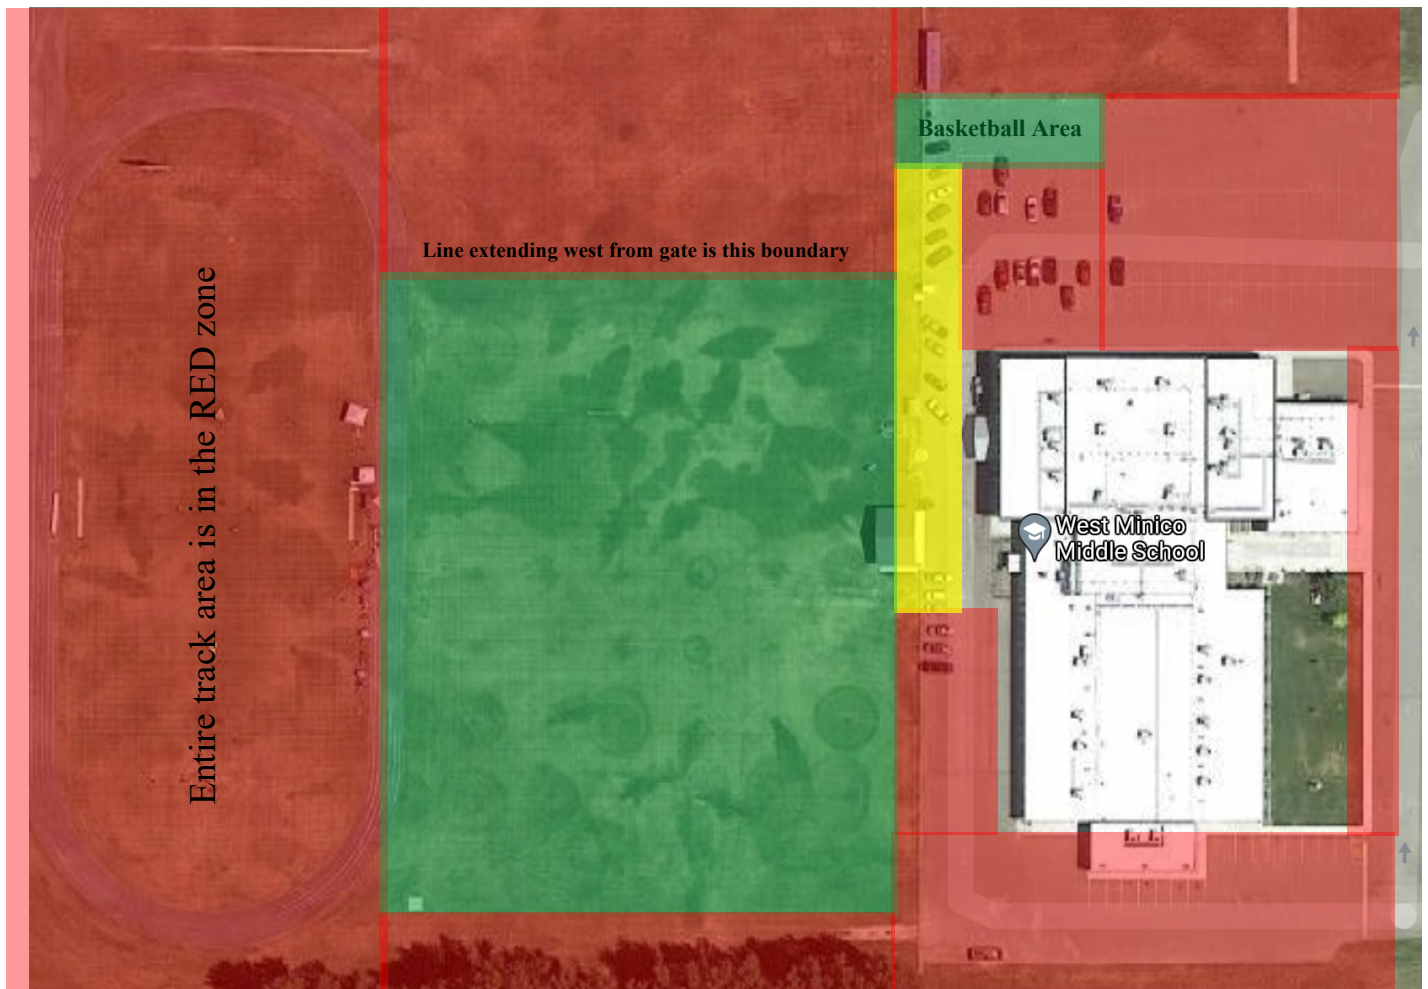 Basketball Area
Line extending west from gate is this boundary
Entire track area is in the RED zone
West Minico
Middle School